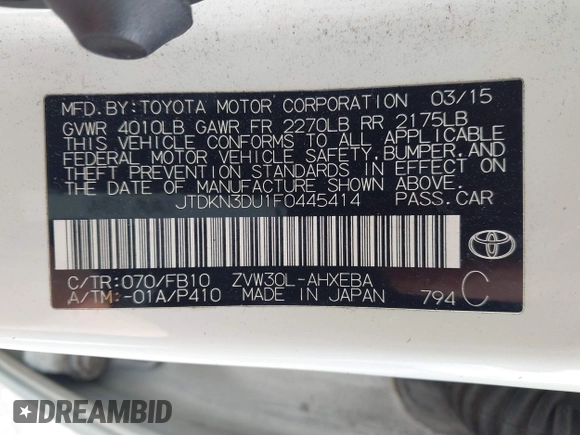 MFD. BY: TOYOTA MOTOR CORPORATION 03/15
GVWR 4010LB GAWR FR 2270LB RR 2175LB
THIS VEHICLE CONFORMS TO ALL APPLICABLE
FEDERAL MOTOR VEHICLE SAFETY, BUMPER, AND
THEFT PREVENTION STANDARDS IN EFFECT ON
THE DATE OF MANUFACTURE SHOWN ABOVE.
JTDKN3DU1F0445414 PASS. CAR
C/TR: 070/FB10 ZVW30L-AHXEBA
A/TM: -01A/P410 MADE IN JAPAN 794 C
TOYOTA
DREAMBID